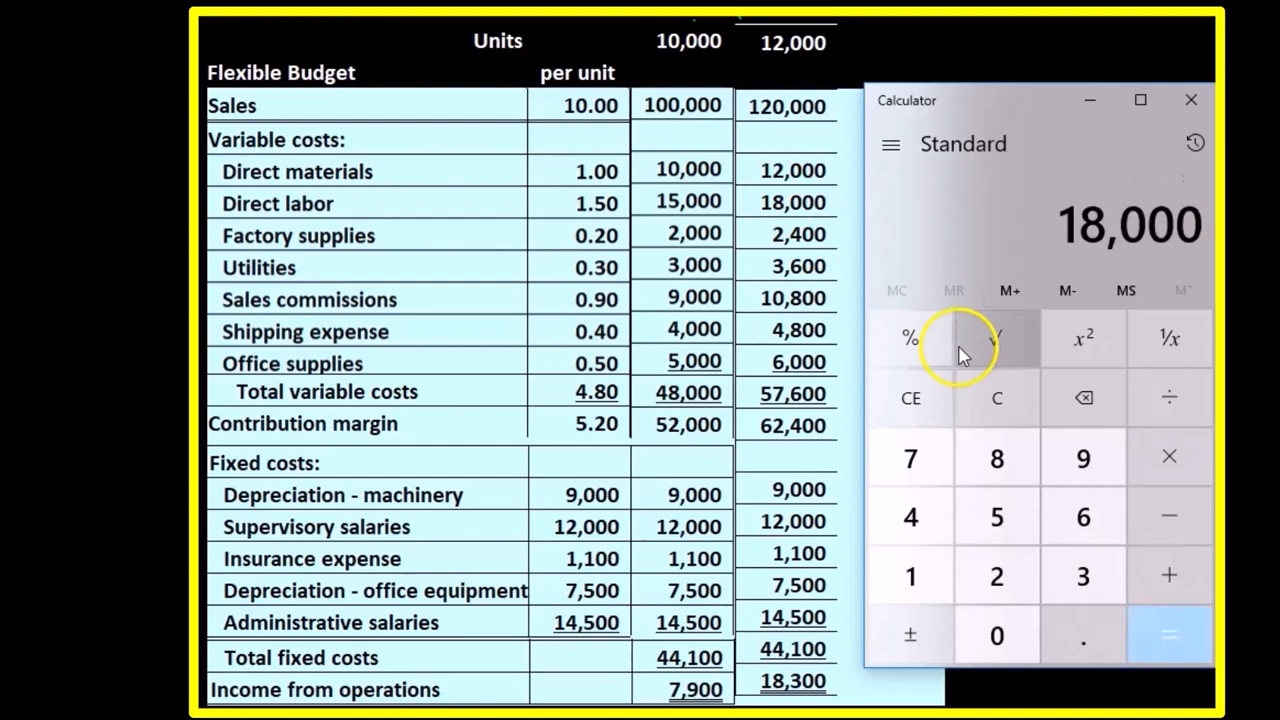 Units 10,000 12,000
Flexible Budget per unit
Sales 10.00 100,000 120,000
Variable costs:
Direct materials 1.00 10,000 12,000
Direct labor 1.50 15,000 18,000
Factory supplies 0.20 2,000 2,400
Utilities 0.30 3,000 3,600
Sales commissions 0.90 9,000 10,800
Shipping expense 0.40 4,000 4,800
Office supplies 0.50 5,000 6,000
Total variable costs 4.80 48,000 57,600
Contribution margin 5.20 52,000 62,400
Fixed costs:
Depreciation - machinery 9,000 9,000 9,000
Supervisory salaries 12,000 12,000 12,000
Insurance expense 1,100 1,100 1,100
Depreciation - office equipment 7,500 7,500 7,500
Administrative salaries 14,500 14,500 14,500
Total fixed costs 44,100 44,100
Income from operations 7,900 18,300
Calculator
Standard
18,000
MC MR M+ M- MS M˅
% √ x² ¹/x
CE C ÷
7 8 9 ×
4 5 6 −
1 2 3 +
± 0 . =